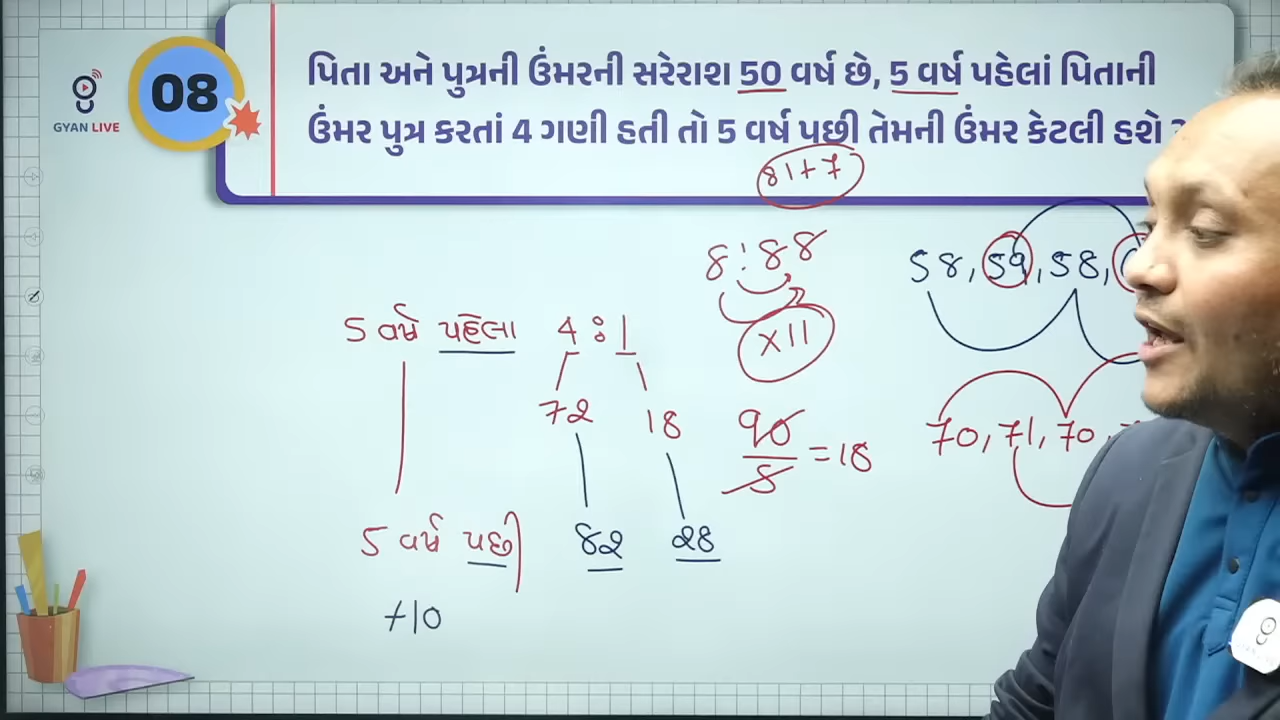 08
GYAN LIVE
પિતા અને પુત્રની ઉંમરની સરેરાશ 50 વર્ષ છે, 5 વર્ષ પહેલાં પિતાની
ઉંમર પુત્ર કરતાં 4 ગણી હતી તો 5 વર્ષ પછી તેમની ઉંમર કેટલી હશે ?
81+7
8:88
58, 59, 58,
5 વર્ષ પહેલા 4:1
×11
72 18
90/5 = 18
70, 71, 70,
5 વર્ષ પછી 82 28
+10